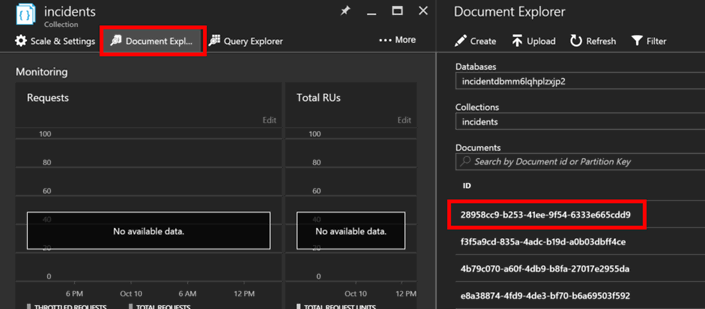 incidents
Collection
Scale & Settings
Document Expl...
Query Explorer
••• More
Monitoring
Requests
Edit
100
80
60
40
20
0
No available data.
6 PM
Oct 10
6 AM
12 PM
THROTTLED REQUESTS
TOTAL REQUESTS
Total RUs
Edit
100
80
60
40
20
0
No available data.
Oct 10
12 PM
TOTAL REQUEST UNITS
Document Explorer
Create
Upload
Refresh
Filter
Databases
incidentdbmm6lqhplzxjp2
Collections
incidents
Documents
Search by Document id or Partition Key
ID
28958cc9-b253-41ee-9f54-6333e665cdd9
f3f5a9cd-835a-4adc-b19d-a0b03dbff4ce
4b79c070-a60f-4db9-b8fa-27017e2955da
e8a38874-4fd9-4de3-bf70-b6a69503f592